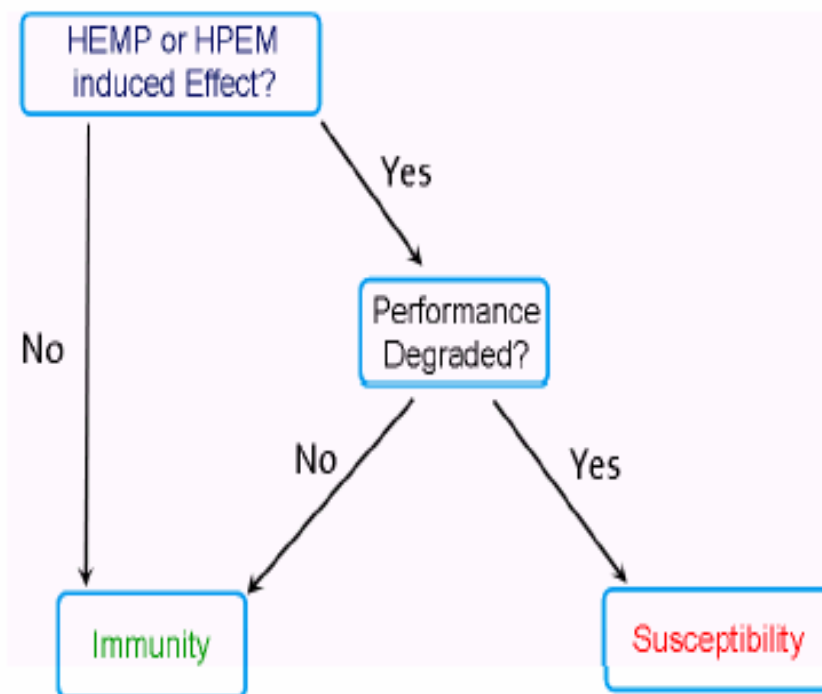 HEMP or HPEM
induced Effect?
Yes
Performance
Degraded?
No
No
Yes
Immunity
Susceptibility